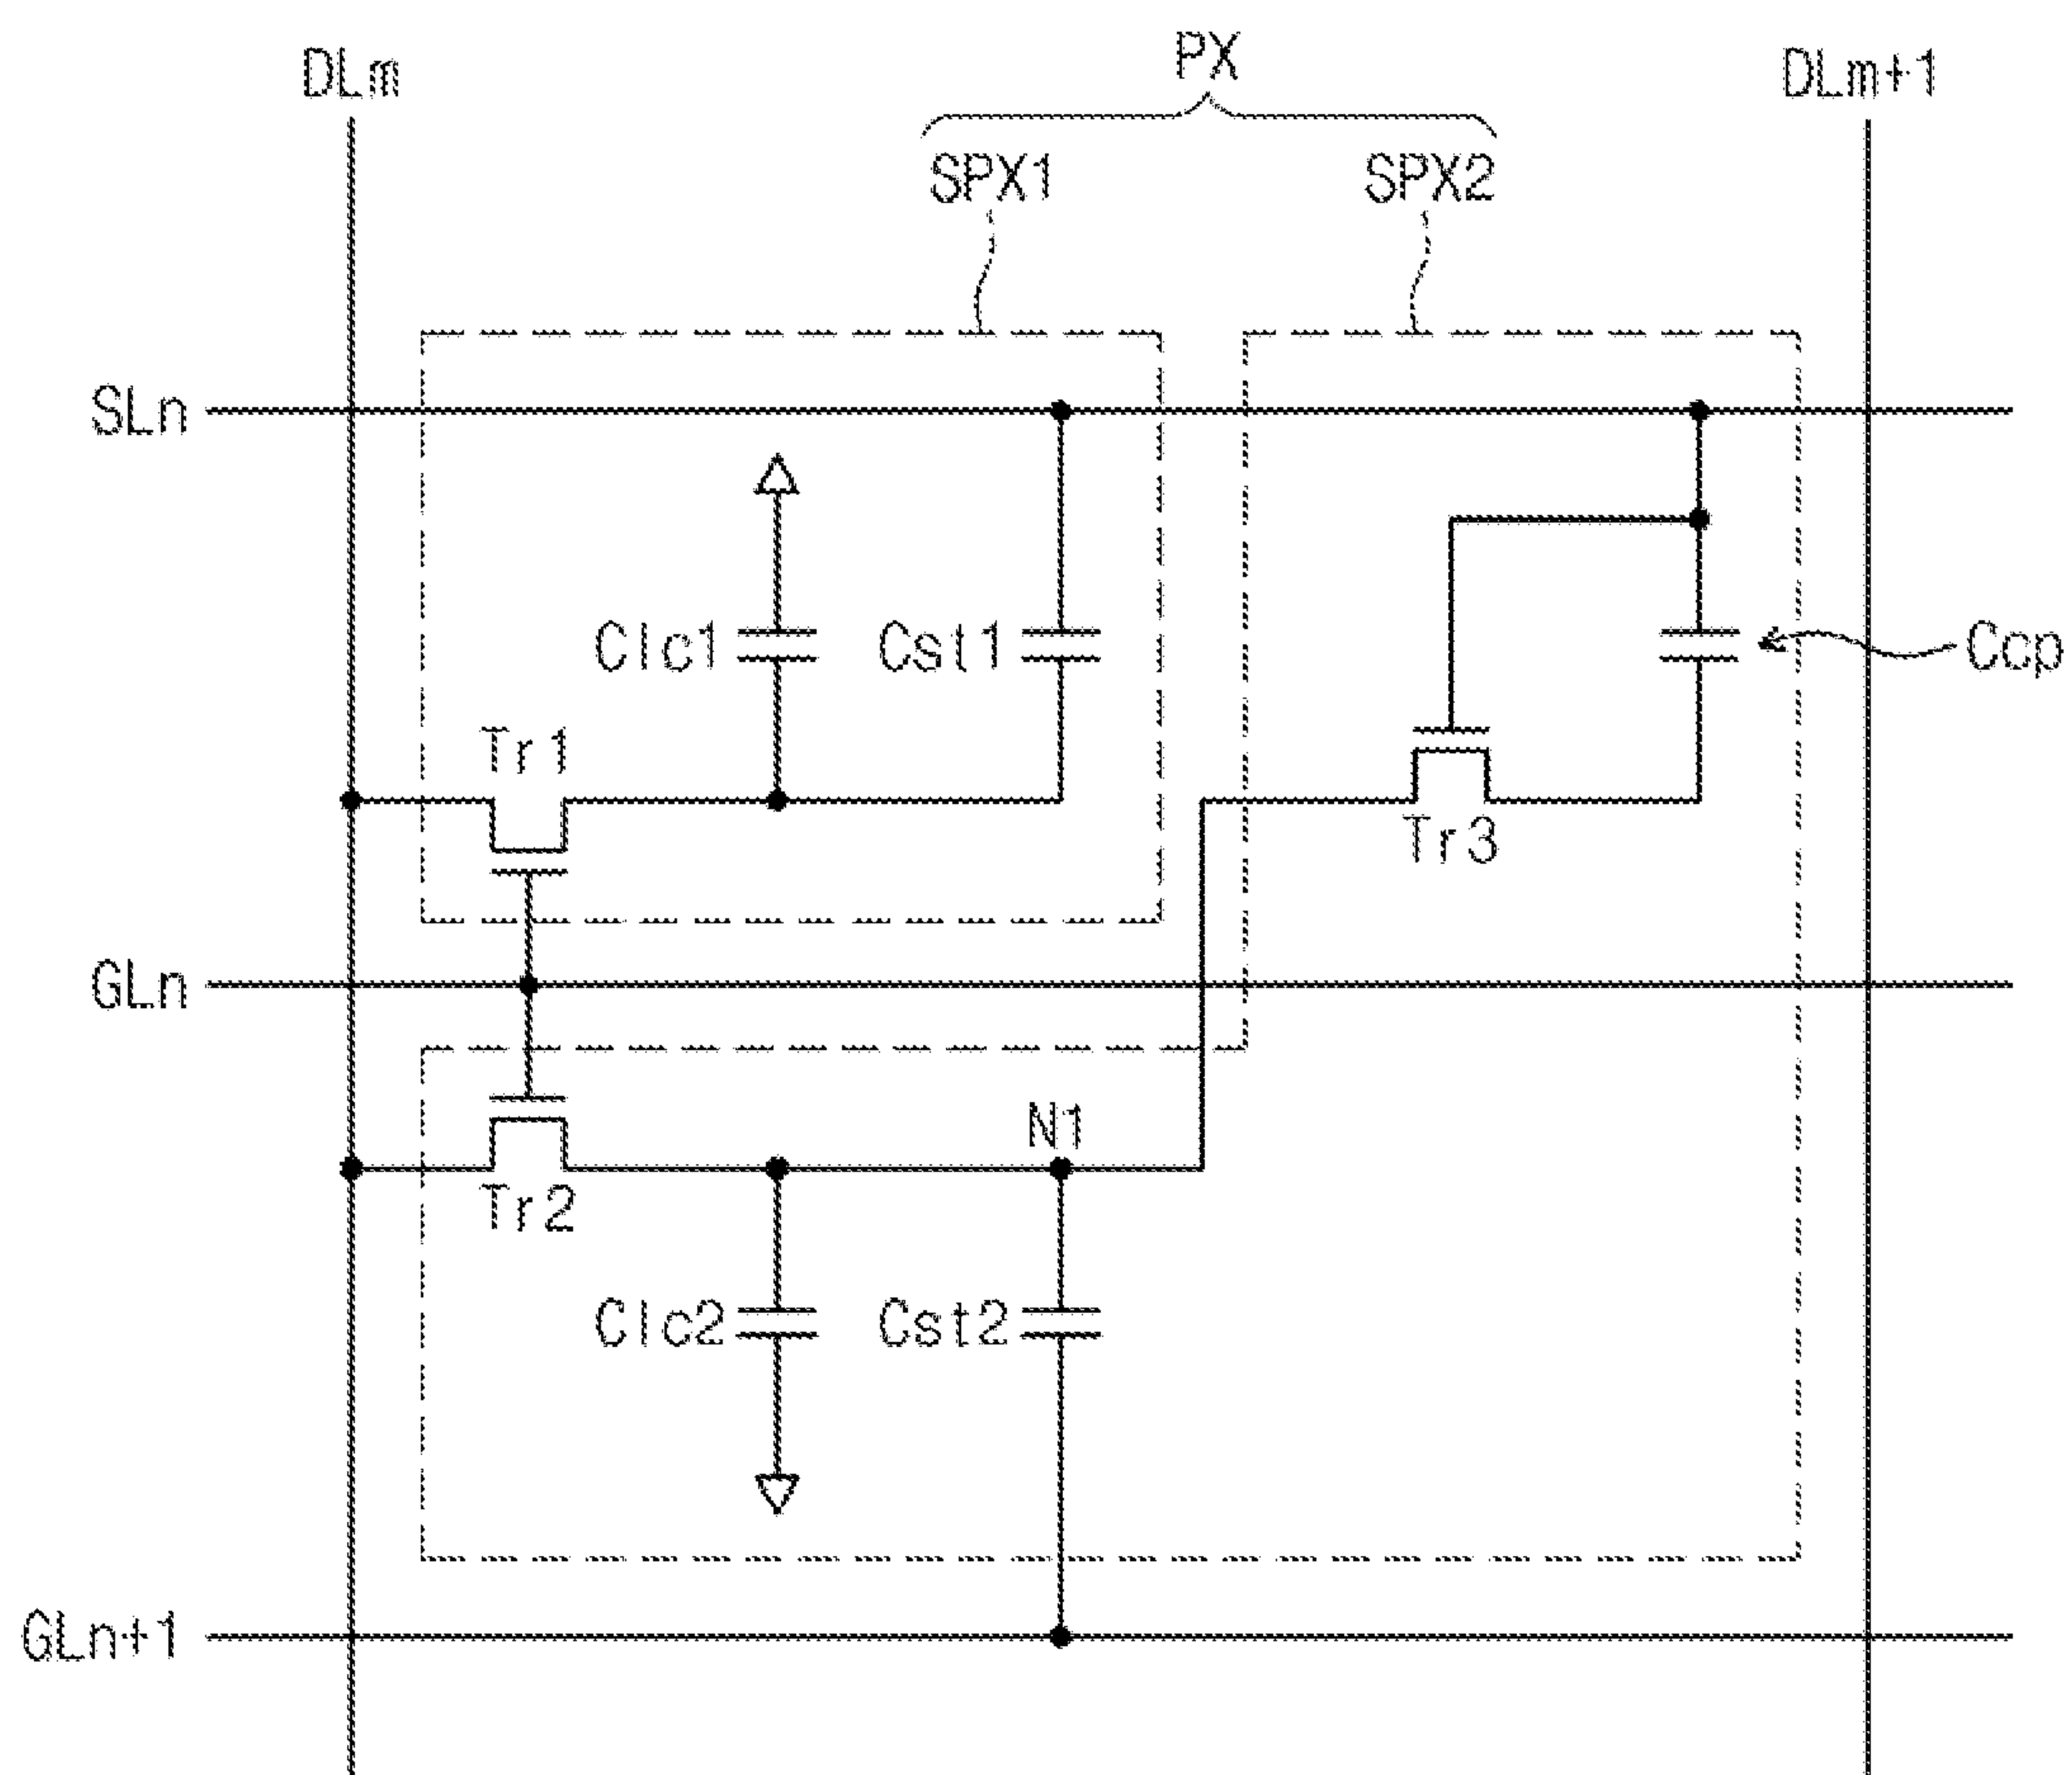 PX
DLm
DLm+1
SPX1
SPX2
SLn
Clc1
Cst1
Ccp
Tr1
Tr3
GLn
N1
Tr2
Clc2
Cst2
GLn+1